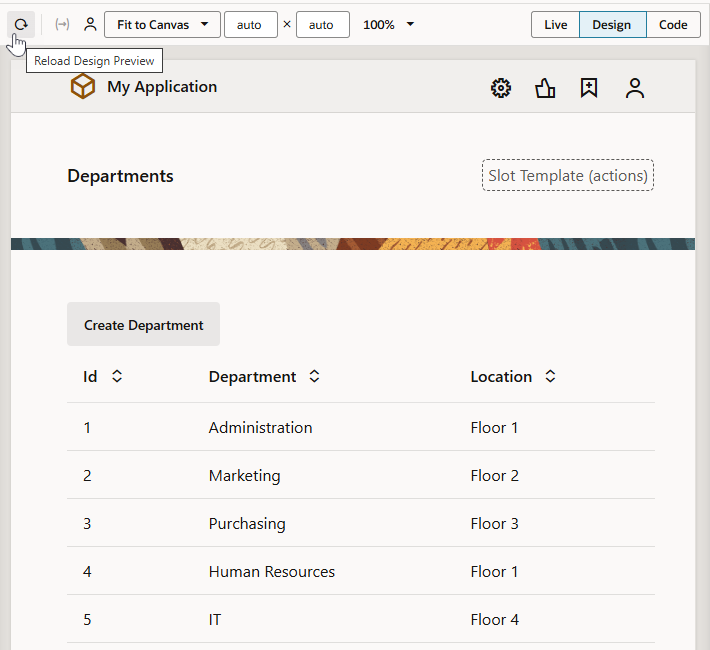 Fit to Canvas auto × auto 100% Live Design Code
Reload Design Preview
My Application
Departments Slot Template (actions)
Create Department
Id Department Location
1 Administration Floor 1
2 Marketing Floor 2
3 Purchasing Floor 3
4 Human Resources Floor 1
5 IT Floor 4